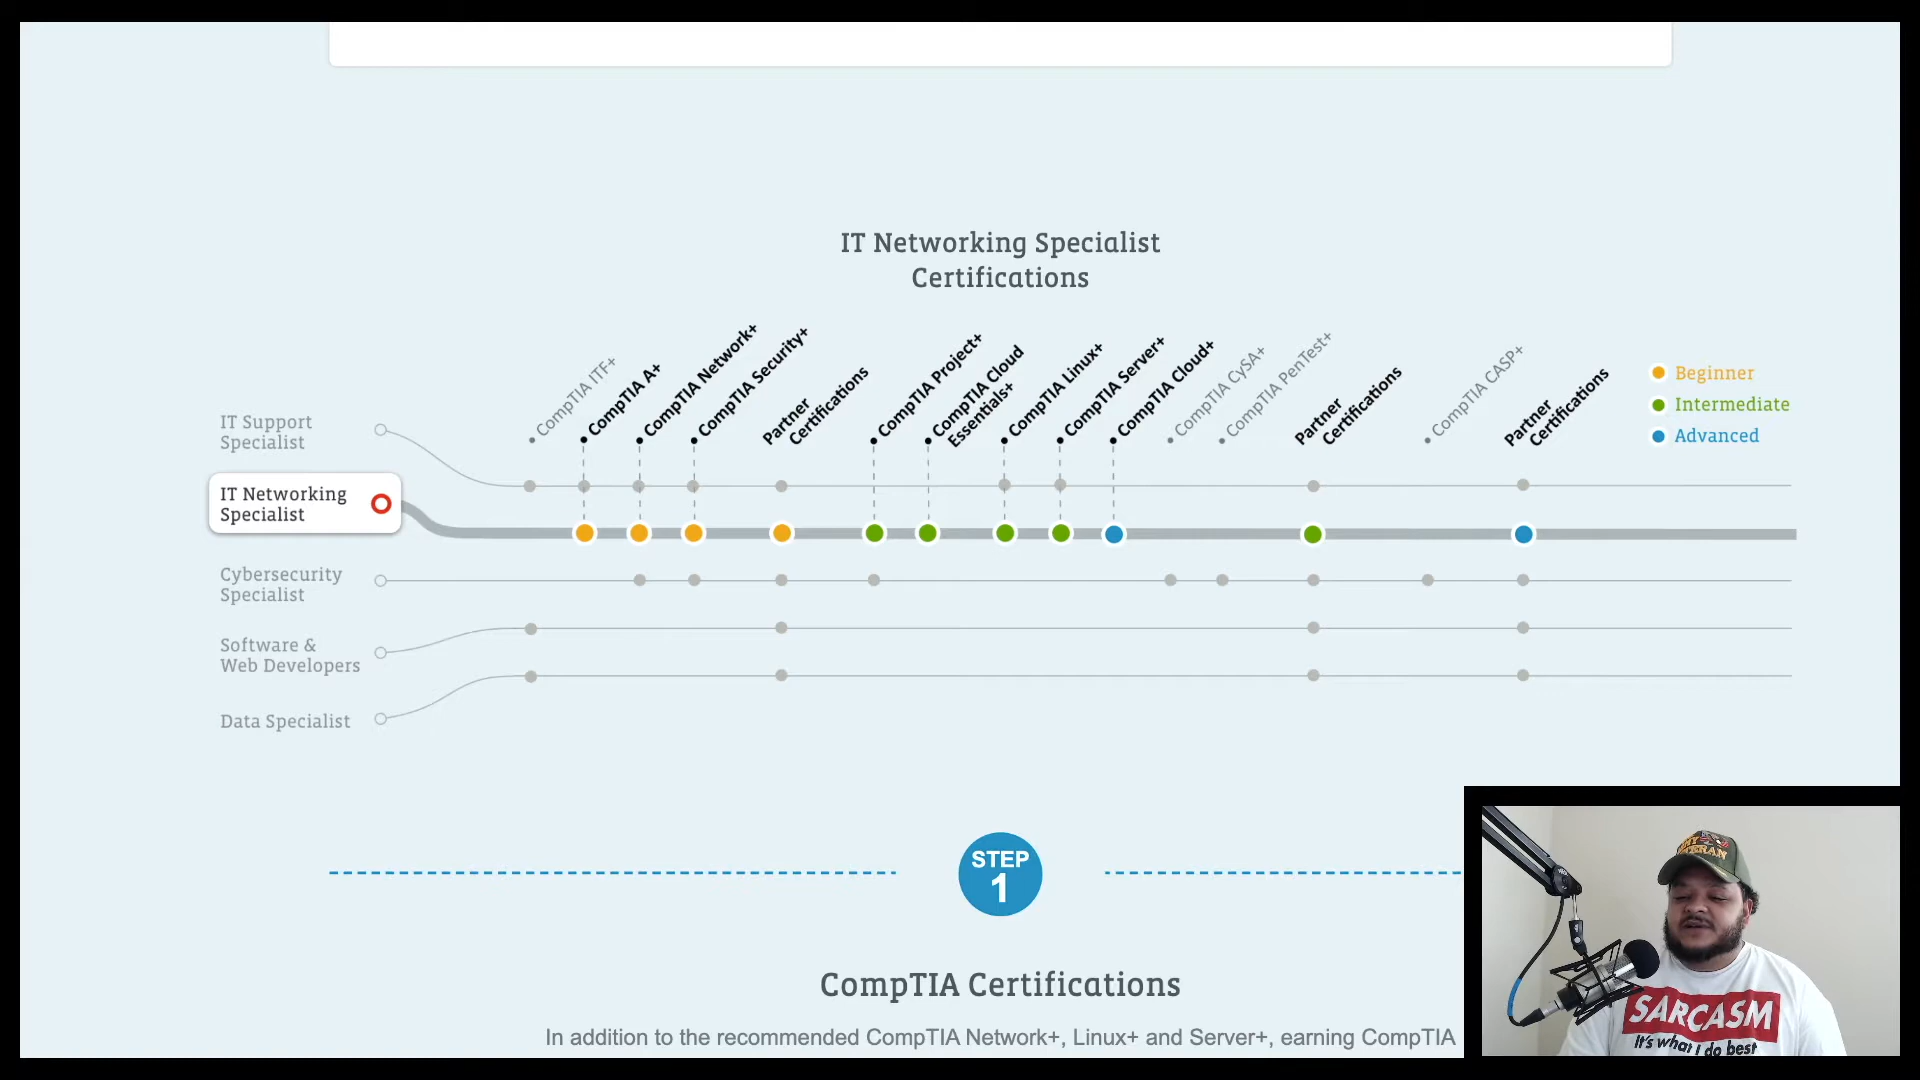 IT Networking Specialist
Certifications
CompTIA ITF+
CompTIA A+
CompTIA Network+
CompTIA Security+
Partner
Certifications
CompTIA Project+
CompTIA Cloud
Essentials+
CompTIA Linux+
CompTIA Server+
CompTIA Cloud+
CompTIA CySA+
CompTIA PenTest+
Partner
Certifications
CompTIA CASP+
Partner
Certifications
Beginner
Intermediate
Advanced
IT Support
Specialist
IT Networking
Specialist
Cybersecurity
Specialist
Software &
Web Developers
Data Specialist
STEP
1
CompTIA Certifications
In addition to the recommended CompTIA Network+, Linux+ and Server+, earning CompTIA
VETERAN
SARCASM
It's what I do best